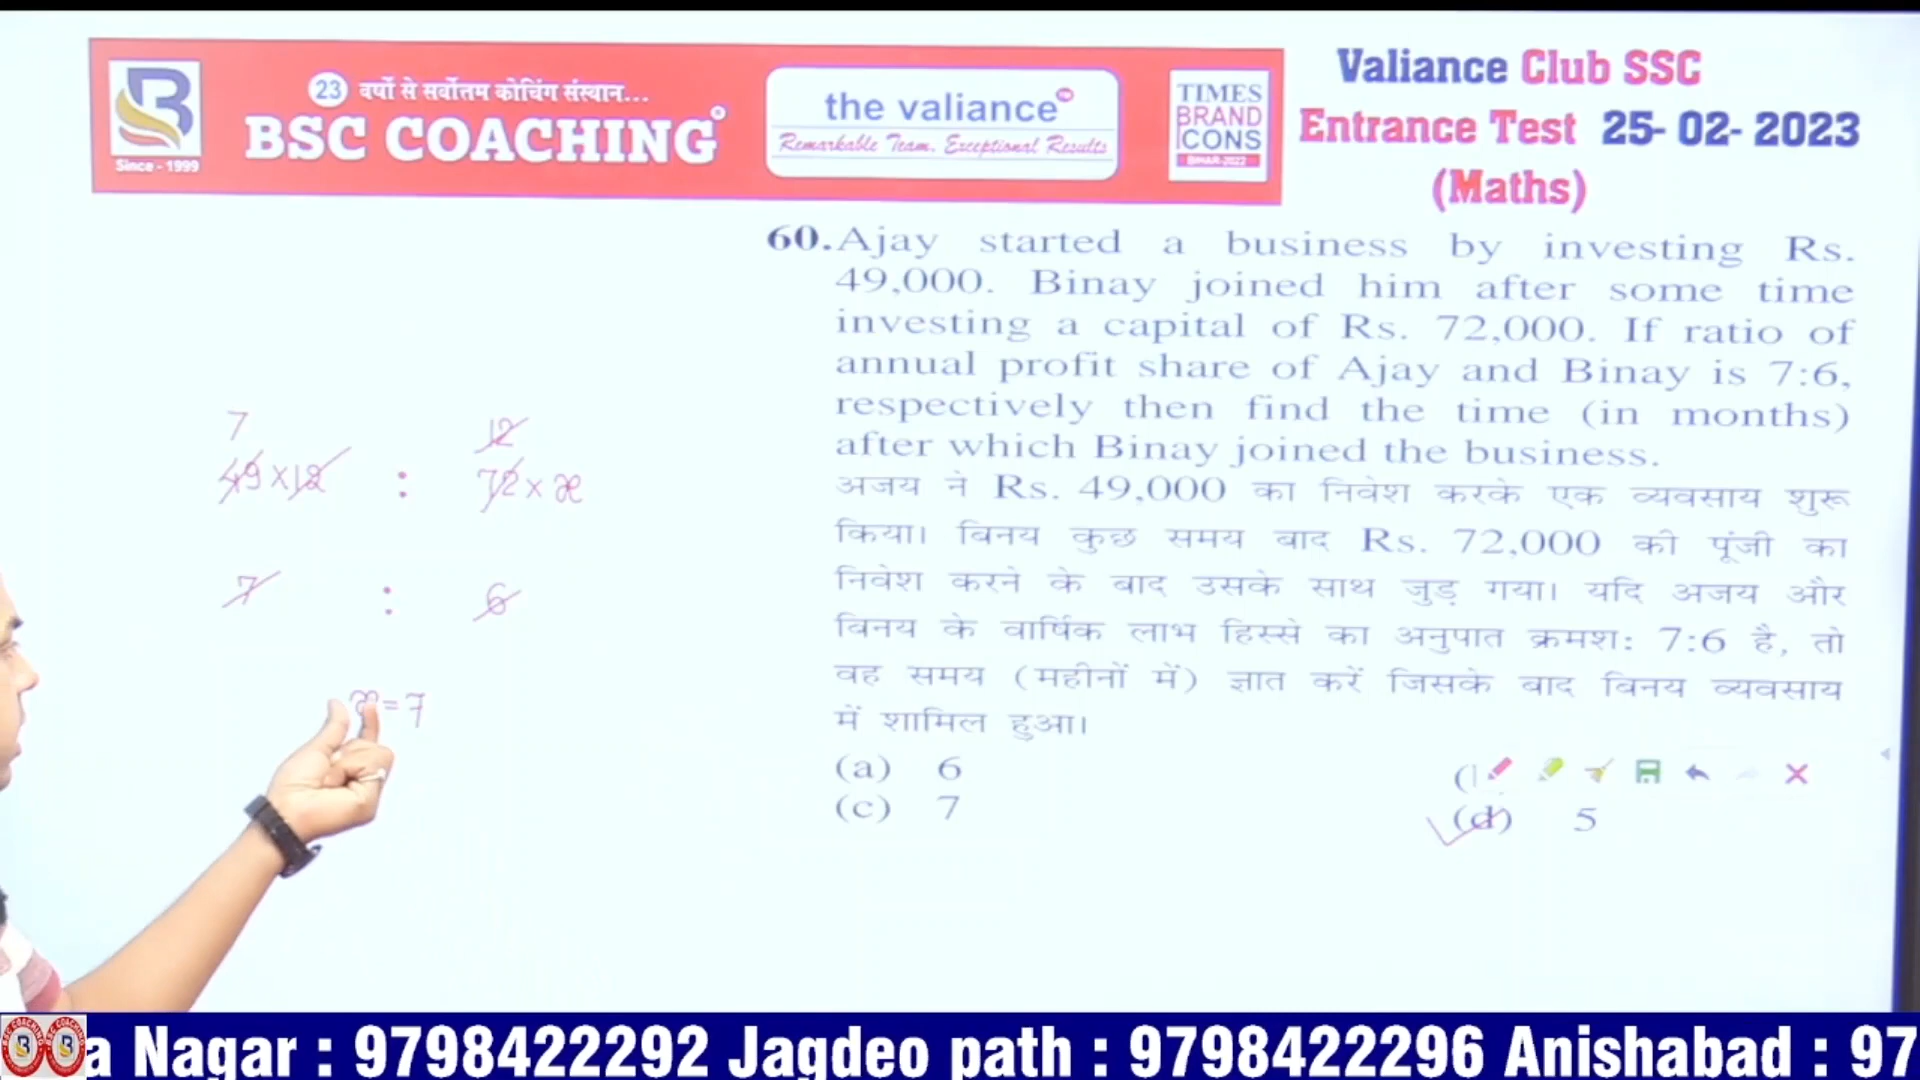 23 वर्षो से सर्वोत्तम कोचिंग संस्थान...
BSC COACHING
Since - 1999
the valiance
Remarkable Team. Exceptional Results
TIMES
BRAND
ICONS
BIHAR-2022
Valiance Club SSC
Entrance Test 25- 02- 2023
(Maths)
60. Ajay started a business by investing Rs.
49,000. Binay joined him after some time
investing a capital of Rs. 72,000. If ratio of
annual profit share of Ajay and Binay is 7:6,
respectively then find the time (in months)
after which Binay joined the business.
अजय ने Rs. 49,000 का निवेश करके एक व्यवसाय शुरू
किया। बिनय कुछ समय बाद Rs. 72,000 की पूंजी का
निवेश करने के बाद उसके साथ जुड़ गया। यदि अजय और
बिनय के वार्षिक लाभ हिस्से का अनुपात क्रमश: 7:6 है, तो
वह समय (महीनों में) ज्ञात करें जिसके बाद बिनय व्यवसाय
में शामिल हुआ।
(a) 6
(c) 7
(d) 5
7 12
49 x 12 : 72 x x
7 : 6
x = 7
a Nagar : 9798422292 Jagdeo path : 9798422296 Anishabad : 97
BSC COACHING
BSC COACHING